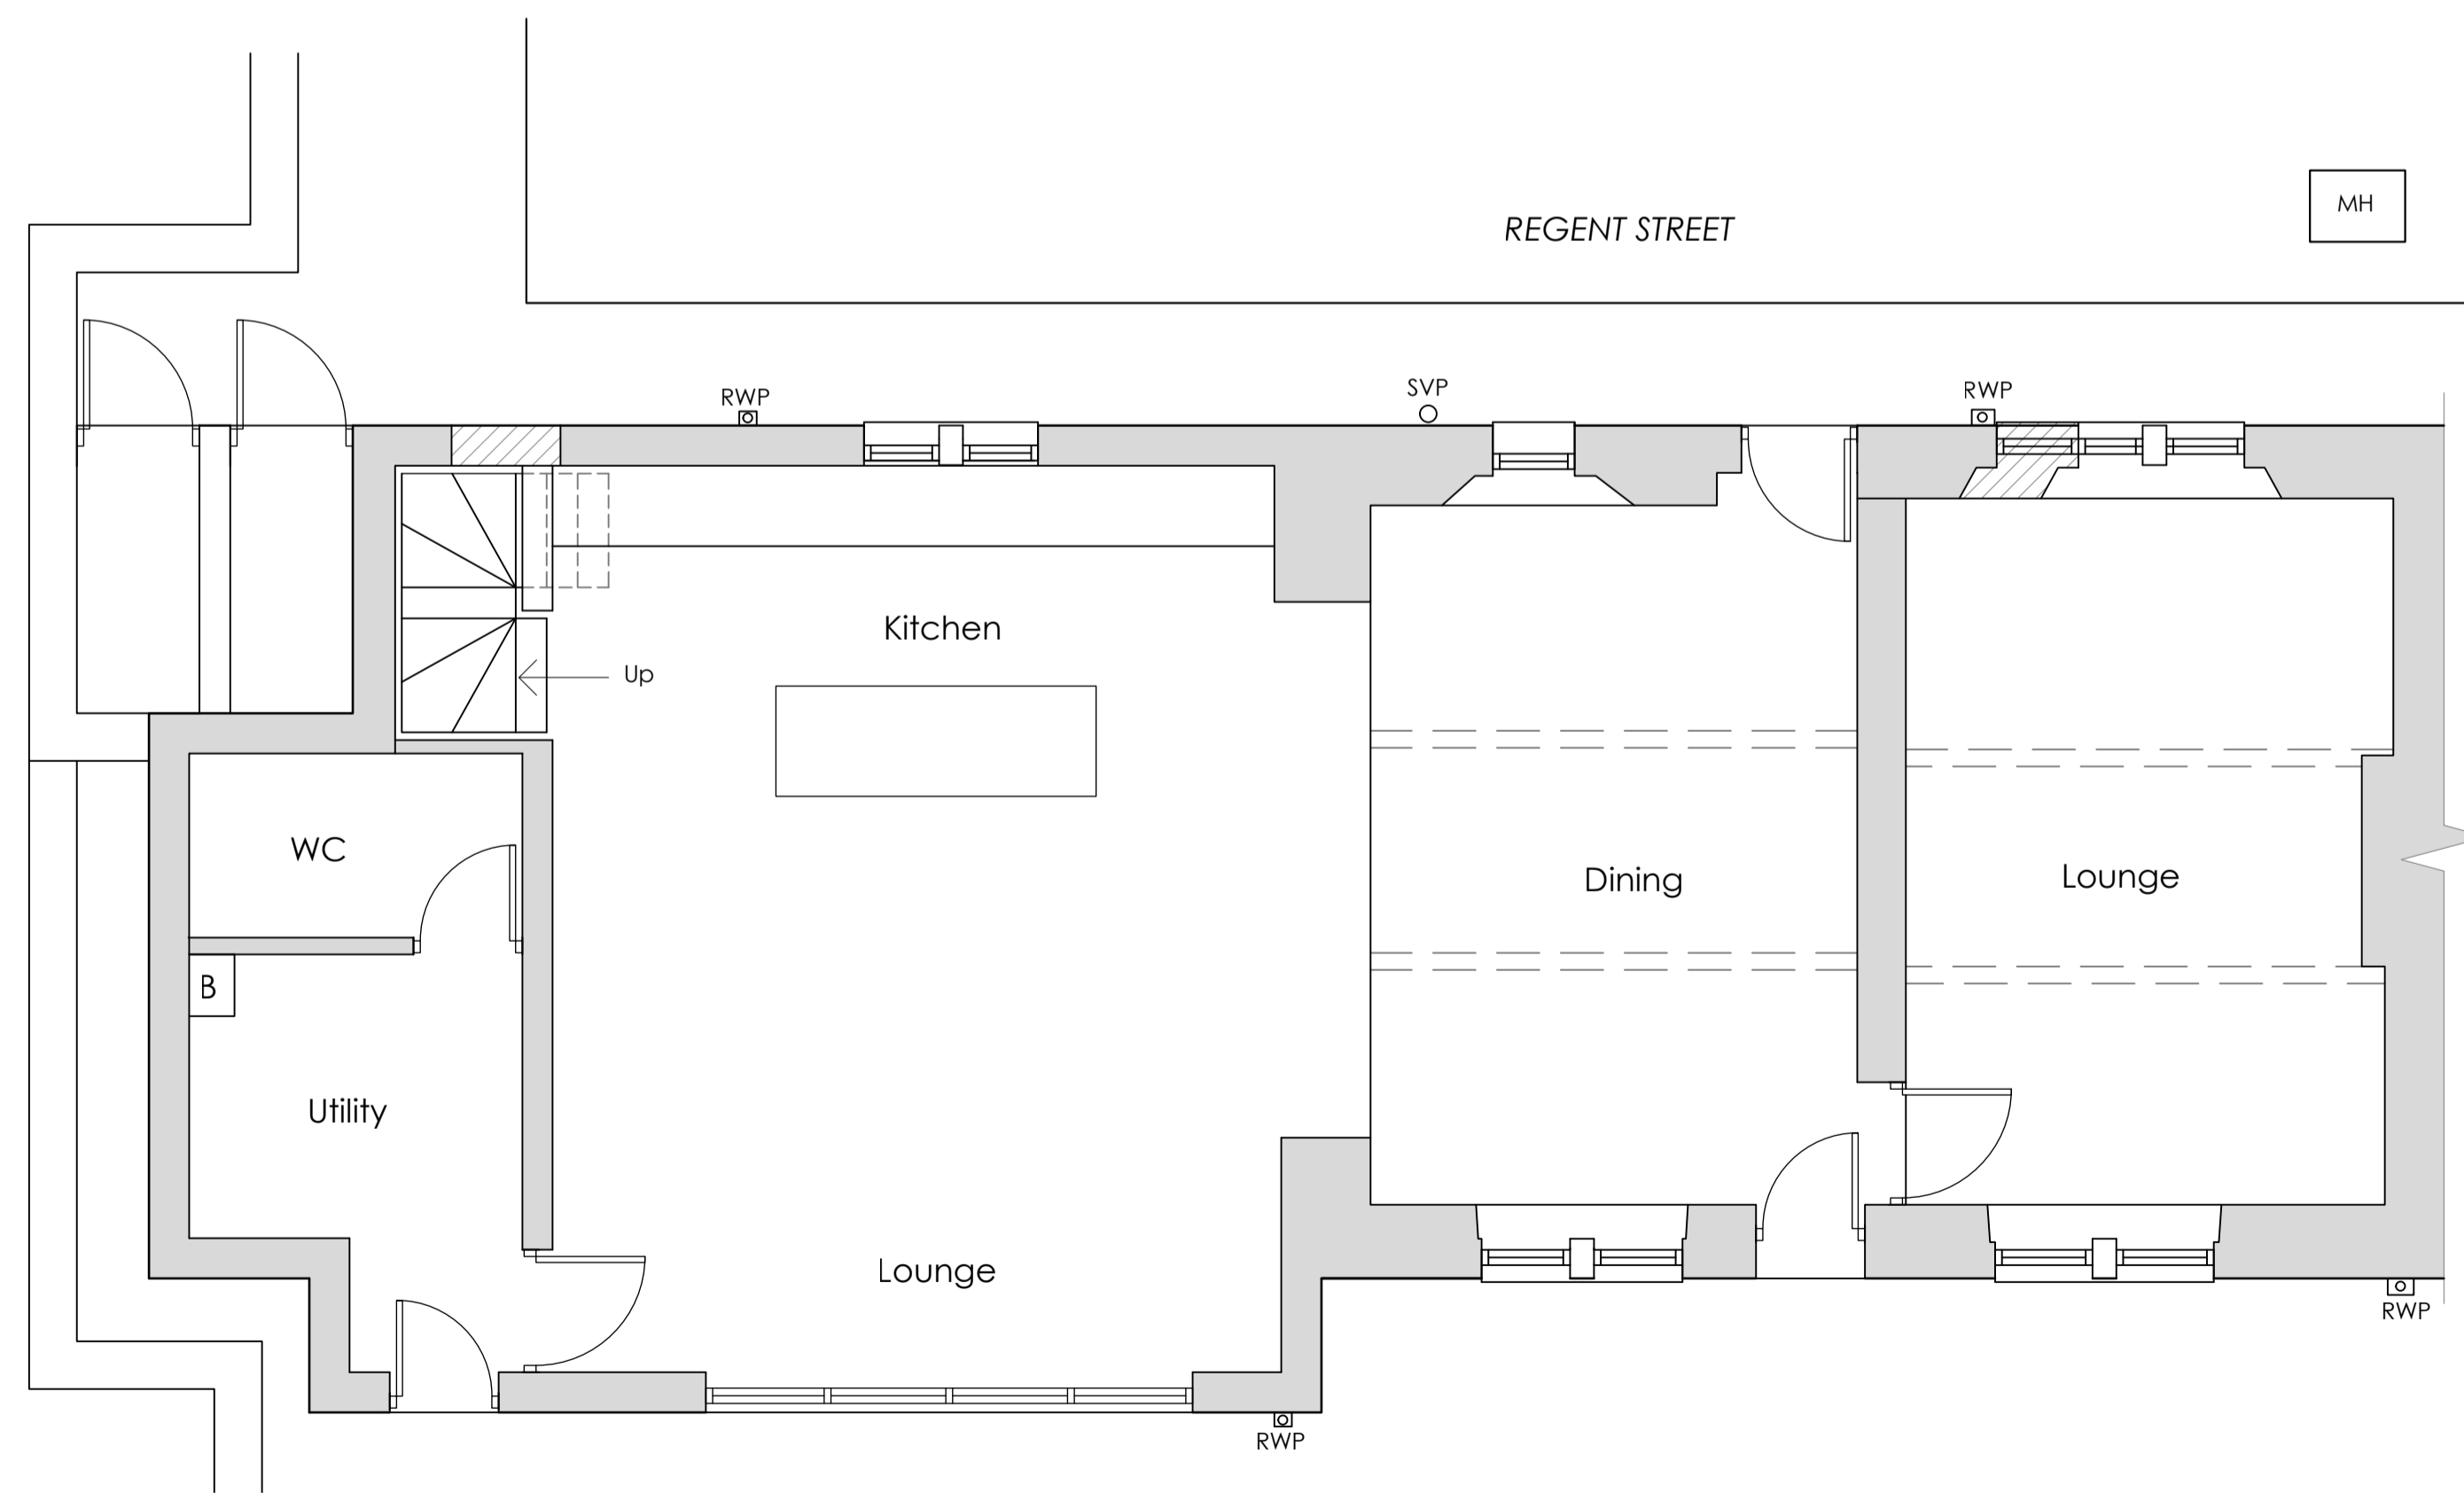 MH
REGENT STREET
SVP
RWP
RWP
Kitchen
Up
WC
Dining
Lounge
B
Utility
Lounge
RWP
RWP